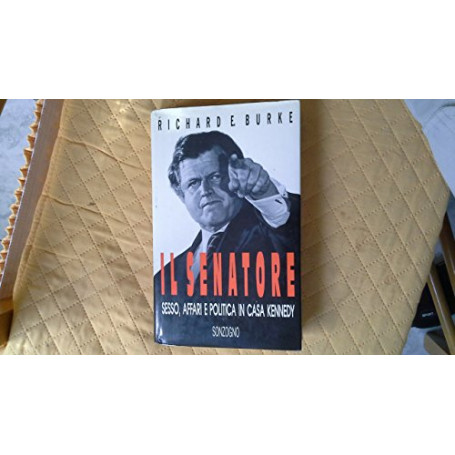 RICHARD E. BURKE
IL SENATORE
SESSO, AFFARI E POLITICA IN CASA KENNEDY
SONZOGNO